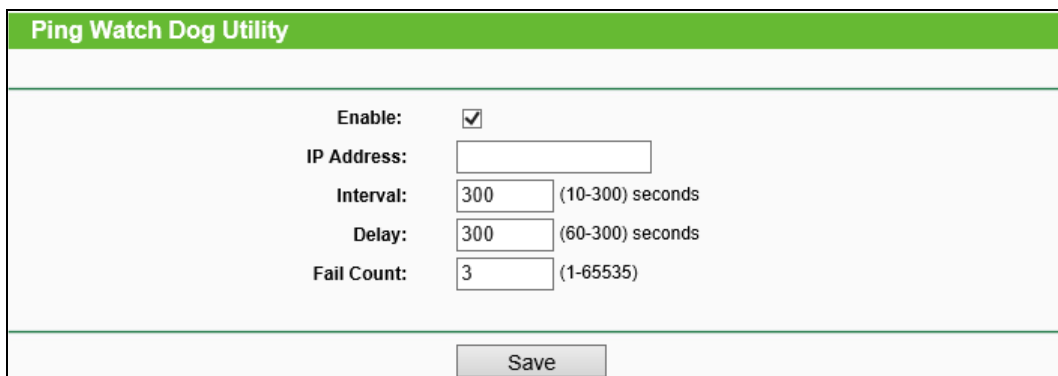 Ping Watch Dog Utility
Enable:
IP Address:
Interval: 300 (10-300) seconds
Delay: 300 (60-300) seconds
Fail Count: 3 (1-65535)
Save